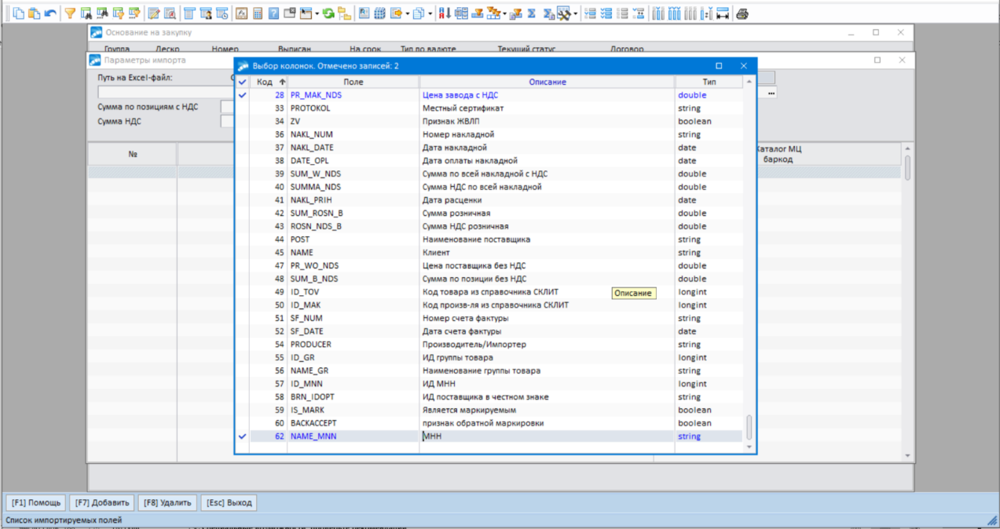 Основание на закупку
Группа Деско Номер Выписан На срок Тип по валюте Текущий статус Договор
Параметры импорта
Выбор колонок. Отмечено записей: 2
Путь на Excel-файл:
Код Поле Описание Тип
28 PR_MAK_NDS Цена завода с НДС double
Сумма по позициям с НДС
33 PROTOKOL Местный сертификат string
Сумма НДС
34 ZV Признак ЖВЛП boolean
36 NAKL_NUM Номер накладной string
37 NAKL_DATE Дата накладной date
№
Каталог МЦ
баркод
38 DATE_OPL Дата оплаты накладной date
39 SUM_W_NDS Сумма по всей накладной с НДС double
40 SUMMA_NDS Сумма НДС по всей накладной double
41 NAKL_PRIH Дата расценки date
42 SUM_ROSN_B Сумма розничная double
43 ROSN_NDS_B Сумма НДС розничная double
44 POST Наименование поставщика string
45 NAME Клиент string
47 PR_WO_NDS Цена поставщика без НДС double
48 SUM_B_NDS Сумма по позиции без НДС double
49 ID_TOV Код товара из справочника СКЛИТ longint
Описание
50 ID_MAK Код произв-ля из справочника СКЛИТ longint
51 SF_NUM Номер счета фактуры string
52 SF_DATE Дата счета фактуры date
54 PRODUCER Производитель/Импортер string
55 ID_GR ИД группы товара longint
56 NAME_GR Наименование группы товара string
57 ID_MNN ИД МНН longint
58 BRN_IDOPT ИД поставщика в честном знаке string
59 IS_MARK Является маркируемым boolean
60 BACKACCEPT признак обратной маркировки boolean
62 NAME_MNN МНН string
[F1] Помощь [F7] Добавить [F8] Удалить [Esc] Выход
Список импортируемых полей